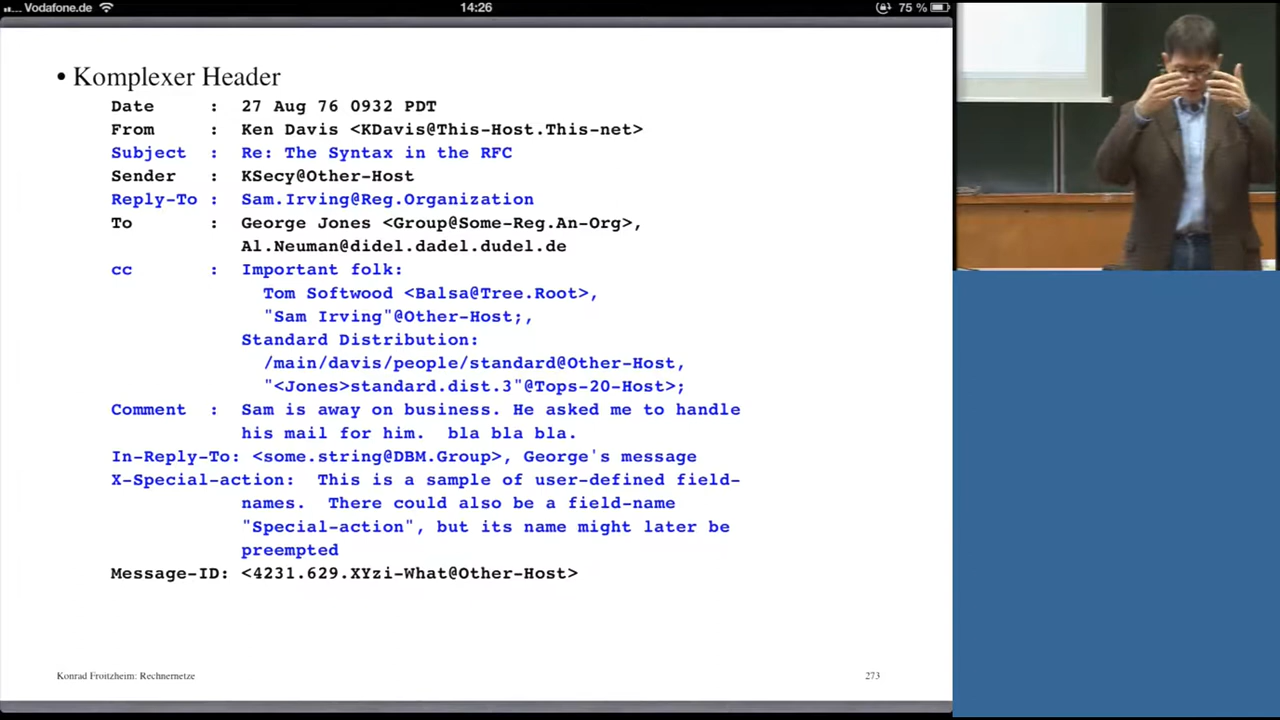 Vodafone.de 14:26 75 %
• Komplexer Header
Date : 27 Aug 76 0932 PDT
From : Ken Davis <KDavis@This-Host.This-net>
Subject : Re: The Syntax in the RFC
Sender : KSecy@Other-Host
Reply-To : Sam.Irving@Reg.Organization
To : George Jones <Group@Some-Reg.An-Org>,
Al.Neuman@didel.dadel.dudel.de
cc : Important folk:
Tom Softwood <Balsa@Tree.Root>,
"Sam Irving"@Other-Host;,
Standard Distribution:
/main/davis/people/standard@Other-Host,
"<Jones>standard.dist.3"@Tops-20-Host>;
Comment : Sam is away on business. He asked me to handle
his mail for him. bla bla bla.
In-Reply-To: <some.string@DBM.Group>, George's message
X-Special-action: This is a sample of user-defined field-
names. There could also be a field-name
"Special-action", but its name might later be
preempted
Message-ID: <4231.629.XYzi-What@Other-Host>
Konrad Froitzheim: Rechnernetze 273